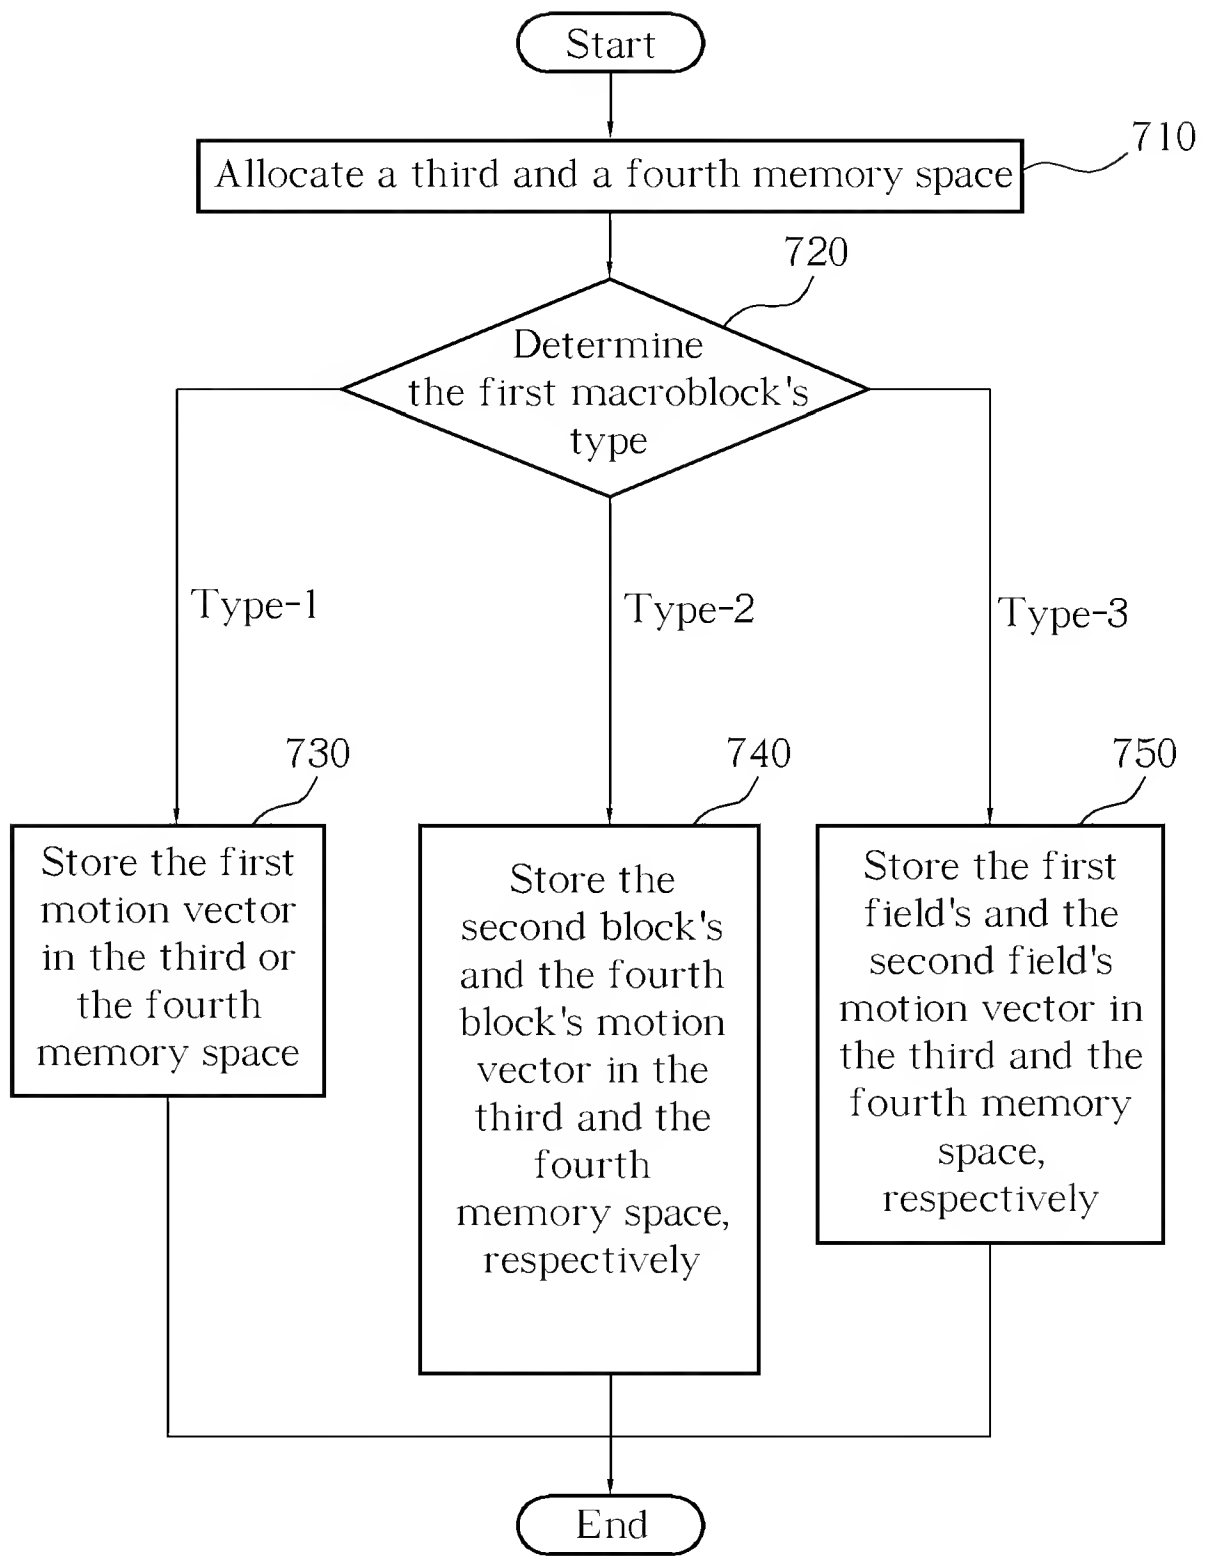 Start
710
Allocate a third and a fourth memory space
720
Determine
the first macroblock's
type
Type-1
Type-2
Type-3
730
Store the first
motion vector
in the third or
the fourth
memory space
740
Store the
second block's
and the fourth
block's motion
vector in the
third and the
fourth
memory space,
respectively
750
Store the first
field's and the
second field's
motion vector in
the third and the
fourth memory
space,
respectively
End